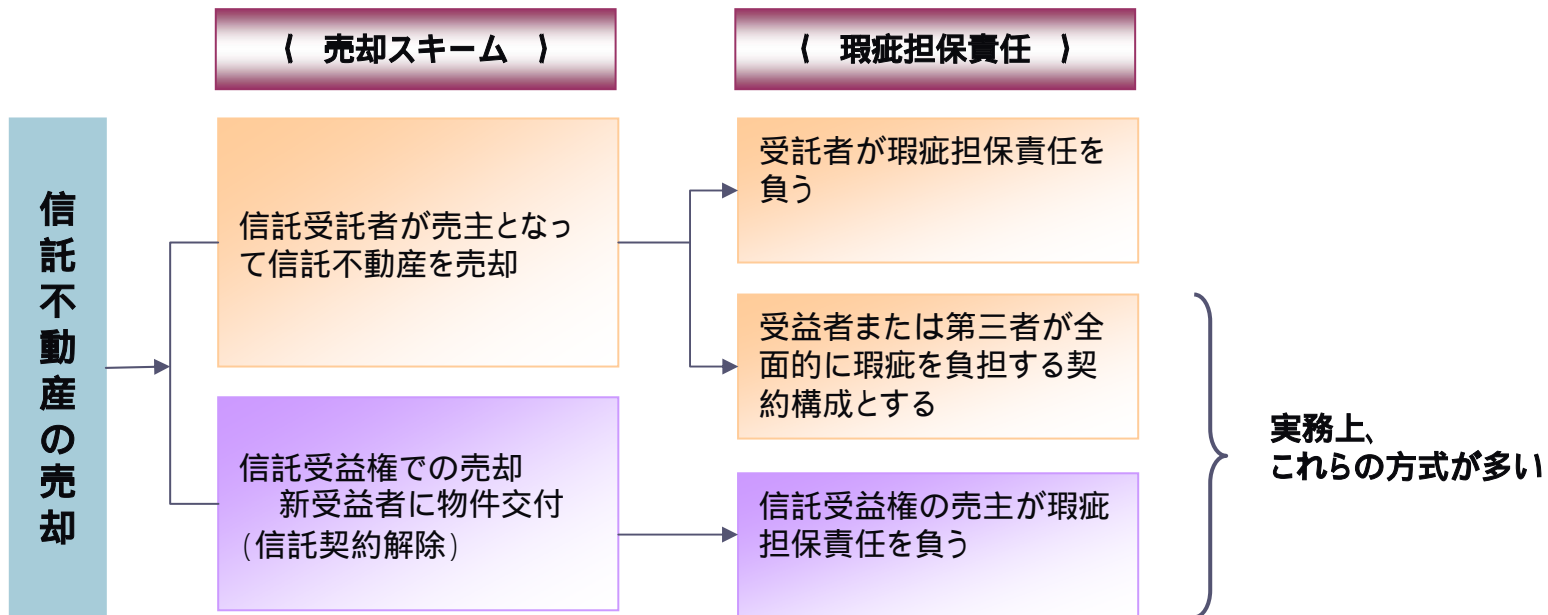 〈 売却スキーム 〉
〈 瑕疵担保責任 〉
信託不動産の売却
信託受託者が売主となっ
て信託不動産を売却
受託者が瑕疵担保責任を
負う
受益者または第三者が全
面的に瑕疵を負担する契
約構成とする
信託受益権での売却
新受益者に物件交付
(信託契約解除)
信託受益権の売主が瑕疵
担保責任を負う
実務上、
これらの方式が多い